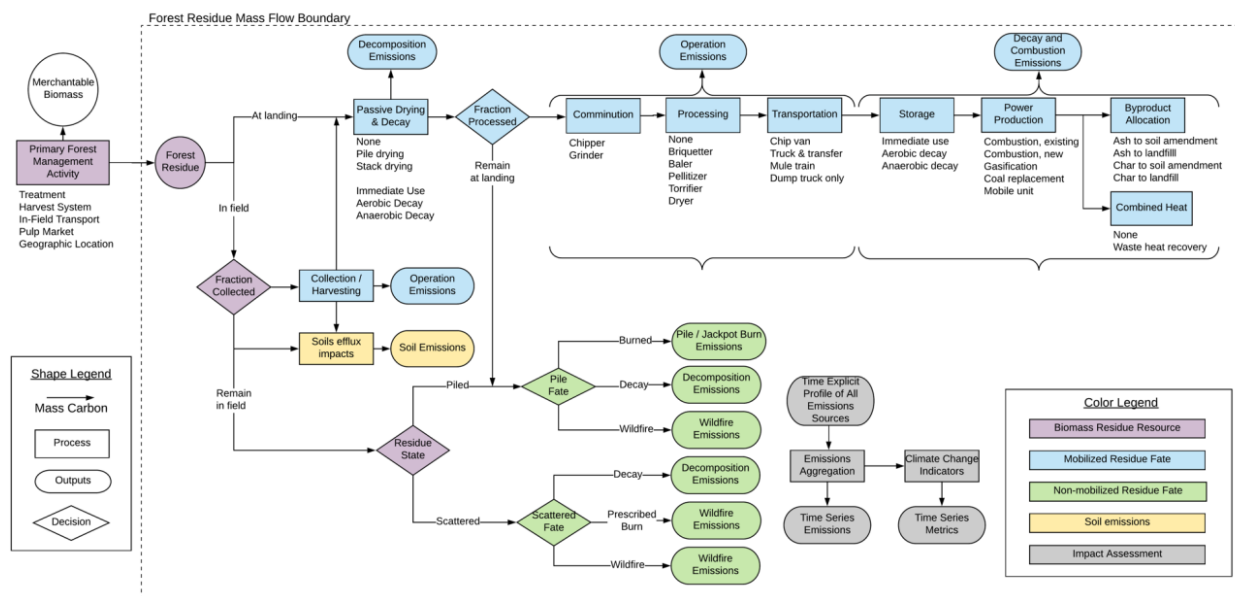 Forest Residue Mass Flow Boundary
Merchantable
Biomass
Primary Forest
Management
Activity
Treatment
Harvest System
In-Field Transport
Pulp Market
Geographic Location
Forest
Residue
At landing
In field
Decomposition
Emissions
Passive Drying
& Decay
None
Pile drying
Stack drying
Immediate Use
Aerobic Decay
Anaerobic Decay
Fraction
Processed
Remain
at landing
Operation
Emissions
Comminution
Chipper
Grinder
Processing
None
Briquetter
Baler
Pellitizer
Torrifier
Dryer
Transportation
Chip van
Truck & transfer
Mule train
Dump truck only
Decay and
Combustion
Emissions
Storage
Immediate use
Aerobic decay
Anaerobic decay
Power
Production
Combustion, existing
Combustion, new
Gasification
Coal replacement
Mobile unit
Byproduct
Allocation
Ash to soil amendment
Ash to landfilll
Char to soil amendment
Char to landfill
Combined Heat
None
Waste heat recovery
Fraction
Collected
Collection /
Harvesting
Operation
Emissions
Soils efflux
impacts
Soil Emissions
Remain
in field
Residue
State
Piled
Scattered
Pile
Fate
Burned
Pile / Jackpot Burn
Emissions
Decay
Decomposition
Emissions
Wildfire
Wildfire
Emissions
Scattered
Fate
Decay
Decomposition
Emissions
Prescribed
Burn
Wildfire
Emissions
Wildfire
Wildfire
Emissions
Time Explicit
Profile of All
Emissions
Sources
Emissions
Aggregation
Climate Change
Indicators
Time Series
Emissions
Time Series
Metrics
Shape Legend
Mass Carbon
Process
Outputs
Decision
Color Legend
Biomass Residue Resource
Mobilized Residue Fate
Non-mobilized Residue Fate
Soil emissions
Impact Assessment